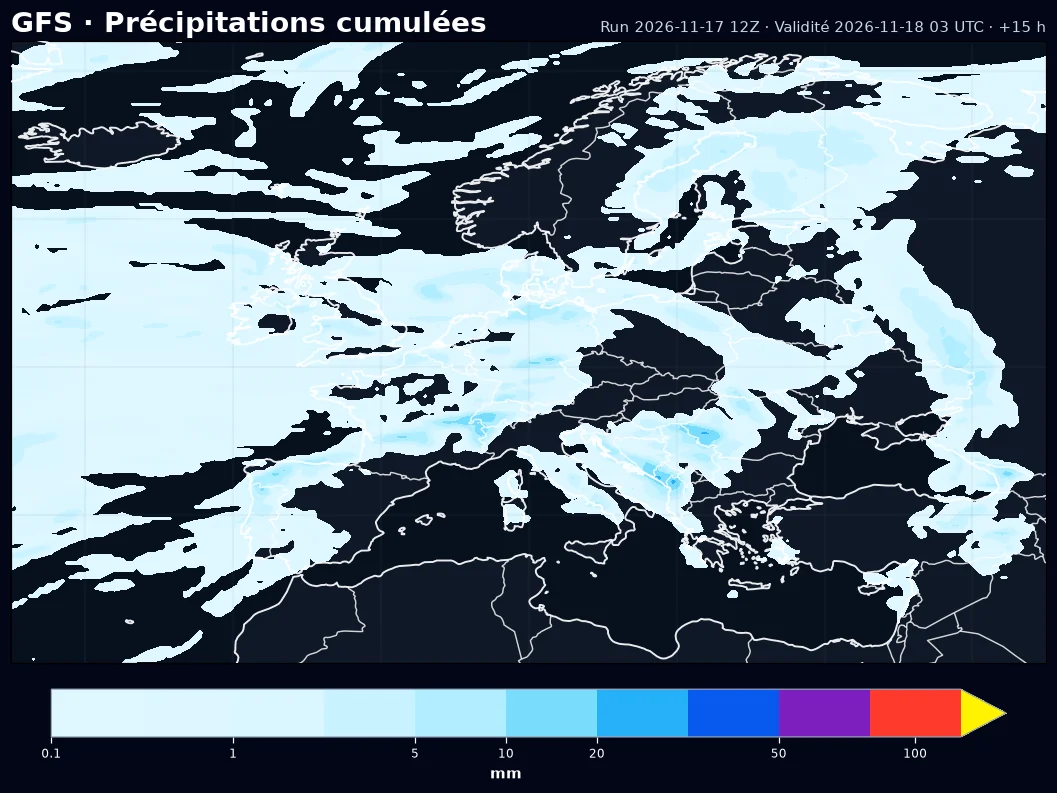 GFS · Précipitations cumulées
Run 2026-11-17 12Z · Validité 2026-11-18 03 UTC · +15 h
0.1 1 5 10 20 50 100
mm